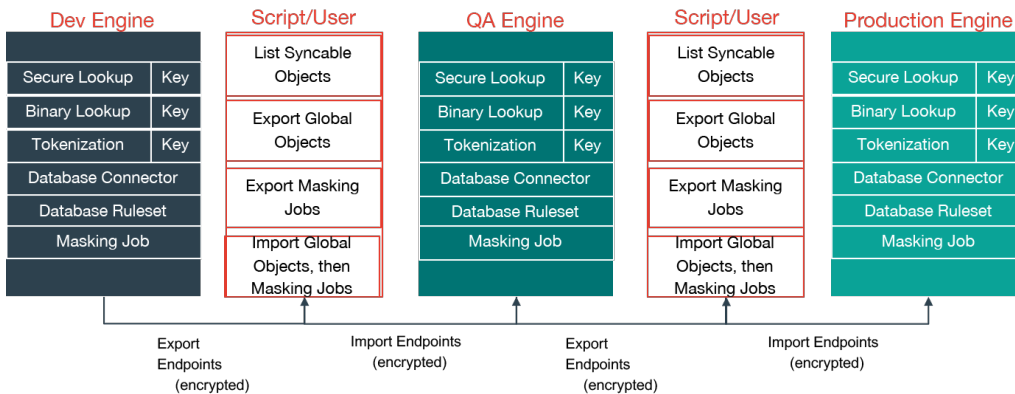 Dev Engine
Secure Lookup Key
Binary Lookup Key
Tokenization Key
Database Connector
Database Ruleset
Masking Job
Script/User
List Syncable
Objects
Export Global
Objects
Export Masking
Jobs
Import Global
Objects, then
Masking Jobs
QA Engine
Secure Lookup Key
Binary Lookup Key
Tokenization Key
Database Connector
Database Ruleset
Masking Job
Script/User
List Syncable
Objects
Export Global
Objects
Export Masking
Jobs
Import Global
Objects, then
Masking Jobs
Production Engine
Secure Lookup Key
Binary Lookup Key
Tokenization Key
Database Connector
Database Ruleset
Masking Job
Export
Endpoints
(encrypted)
Import Endpoints
(encrypted)
Export
Endpoints
(encrypted)
Import Endpoints
(encrypted)